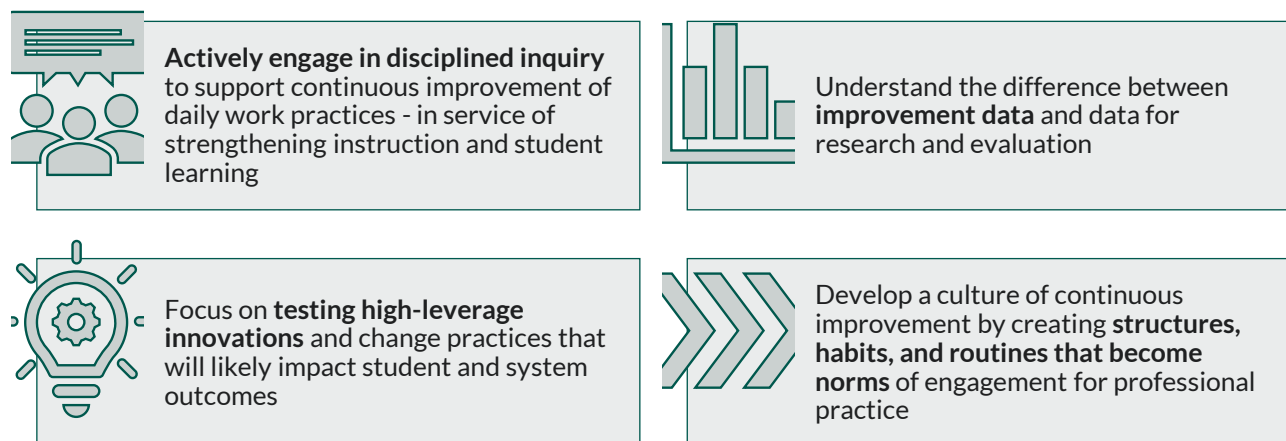 Actively engage in disciplined inquiry
to support continuous improvement of
daily work practices - in service of
strengthening instruction and student
learning
Understand the difference between
improvement data and data for
research and evaluation
Focus on testing high-leverage
innovations and change practices that
will likely impact student and system
outcomes
Develop a culture of continuous
improvement by creating structures,
habits, and routines that become
norms of engagement for professional
practice